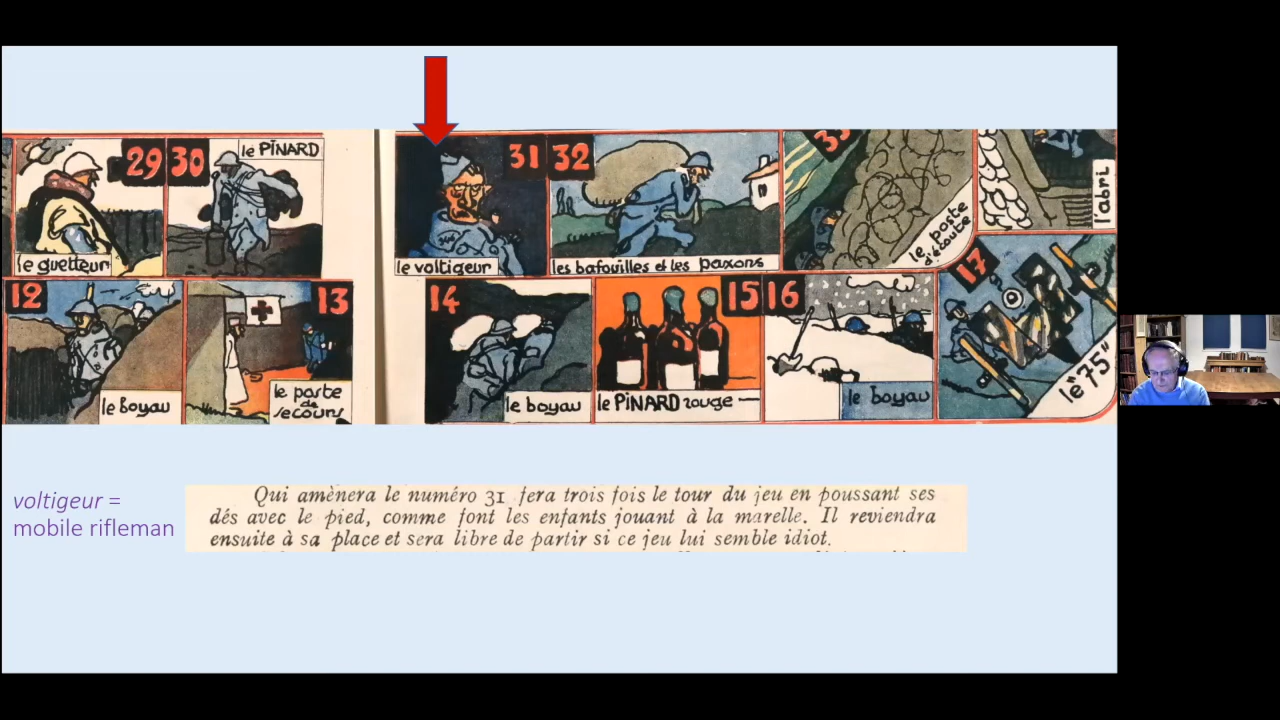 29
le guetteur
30
le PINARD
31
le voltigeur
32
les bafouilles et les paxons
33
le poste
d'écoute
l'abri
12
le boyau
13
le poste
de
secours
14
le boyau
15
le PINARD rouge
16
le boyau
17
le "75"
voltigeur =
mobile rifleman
Qui amènera le numéro 31 fera trois fois le tour du jeu en poussant ses
dés avec le pied, comme font les enfants jouant à la marelle. Il reviendra
ensuite à sa place et sera libre de partir si ce jeu lui semble idiot.